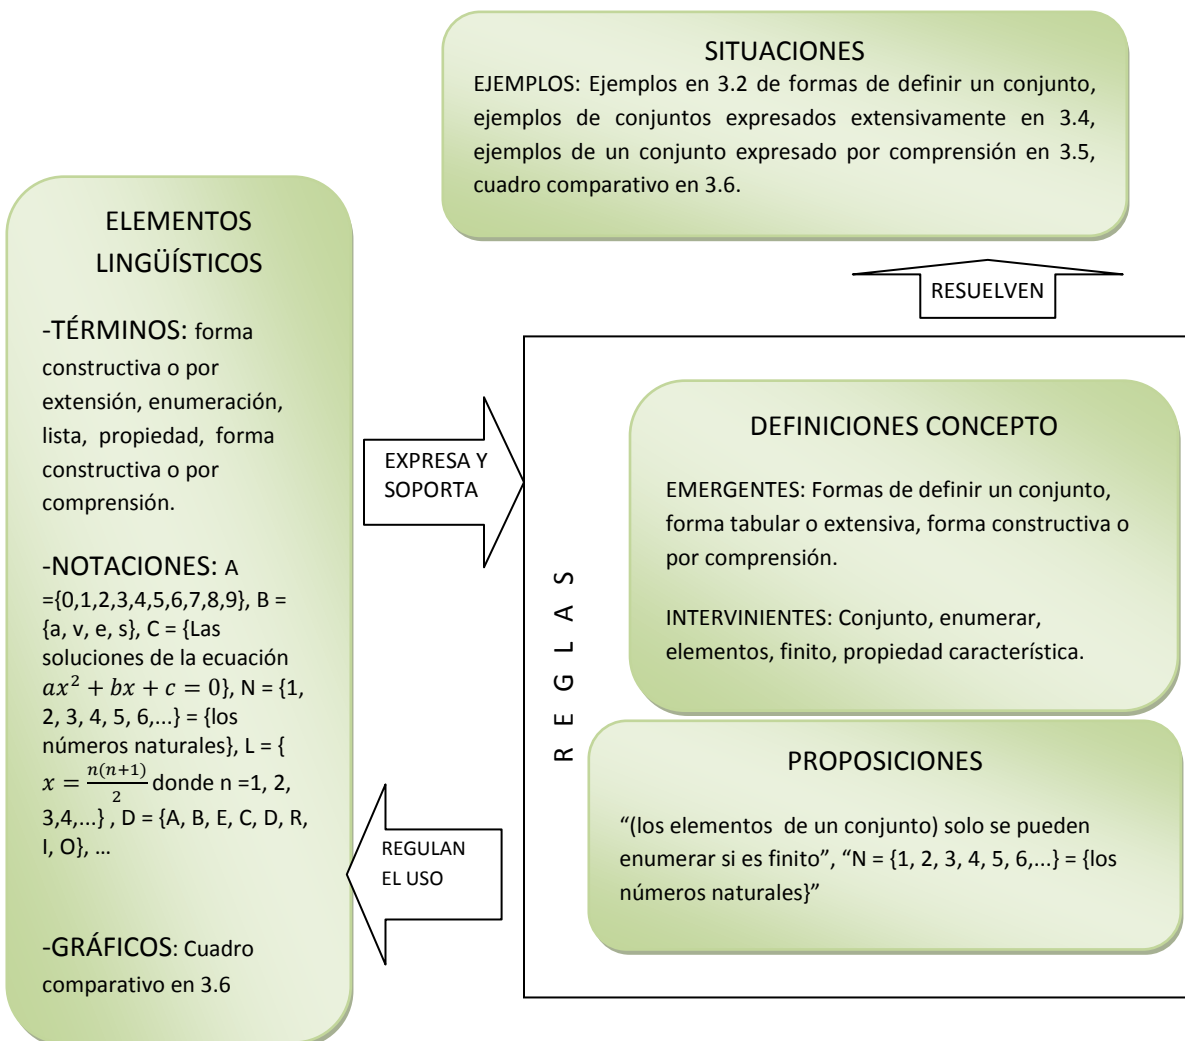 SITUACIONES
EJEMPLOS: Ejemplos en 3.2 de formas de definir un conjunto,
ejemplos de conjuntos expresados extensivamente en 3.4,
ejemplos de un conjunto expresado por comprensión en 3.5,
cuadro comparativo en 3.6.
ELEMENTOS
LINGÜÍSTICOS
-TÉRMINOS: forma
constructiva o por
extensión, enumeración,
lista, propiedad, forma
constructiva o por
comprensión.
-NOTACIONES: A
={0,1,2,3,4,5,6,7,8,9}, B =
{a, v, e, s}, C = {Las
soluciones de la ecuación
𝑎𝑥² + 𝑏𝑥 + 𝑐 = 0}, N = {1,
2, 3, 4, 5, 6,...} = {los
números naturales}, L = {
𝑥 = 𝑛(𝑛+1)/2 donde n =1, 2,
3,4,...} , D = {A, B, E, C, D, R,
I, O}, …
-GRÁFICOS: Cuadro
comparativo en 3.6
EXPRESA Y
SOPORTA
REGULAN
EL USO
RESUELVEN
REGLAS
DEFINICIONES CONCEPTO
EMERGENTES: Formas de definir un conjunto,
forma tabular o extensiva, forma constructiva o
por comprensión.
INTERVINIENTES: Conjunto, enumerar,
elementos, finito, propiedad característica.
PROPOSICIONES
“(los elementos de un conjunto) solo se pueden
enumerar si es finito”, “N = {1, 2, 3, 4, 5, 6,...} = {los
números naturales}”